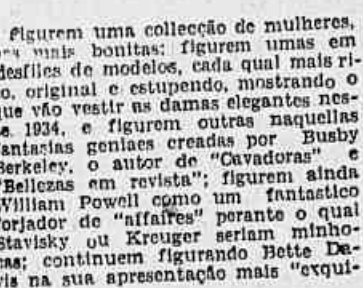 Figurem uma collecção de mulheres,
mais bonitas; figurem umas em
desfiles de modelos, cada qual mais ri-
o, original e estupendo, mostrando o
que vão vestir as damas elegantes nes-
e 1934, e figurem outras naquellas
antasias geniaes creadas por Busby
Berkeley, o autor de "Cavadoras" e
"Bellezas em revista"; figurem ainda
William Powell como um fantastico
orjador de "affaires" perante o qual
Stavisky ou Kreuger seriam minho-
cas; continuem figurando Bette Da-
vis na sua apresentação mais "exqui-